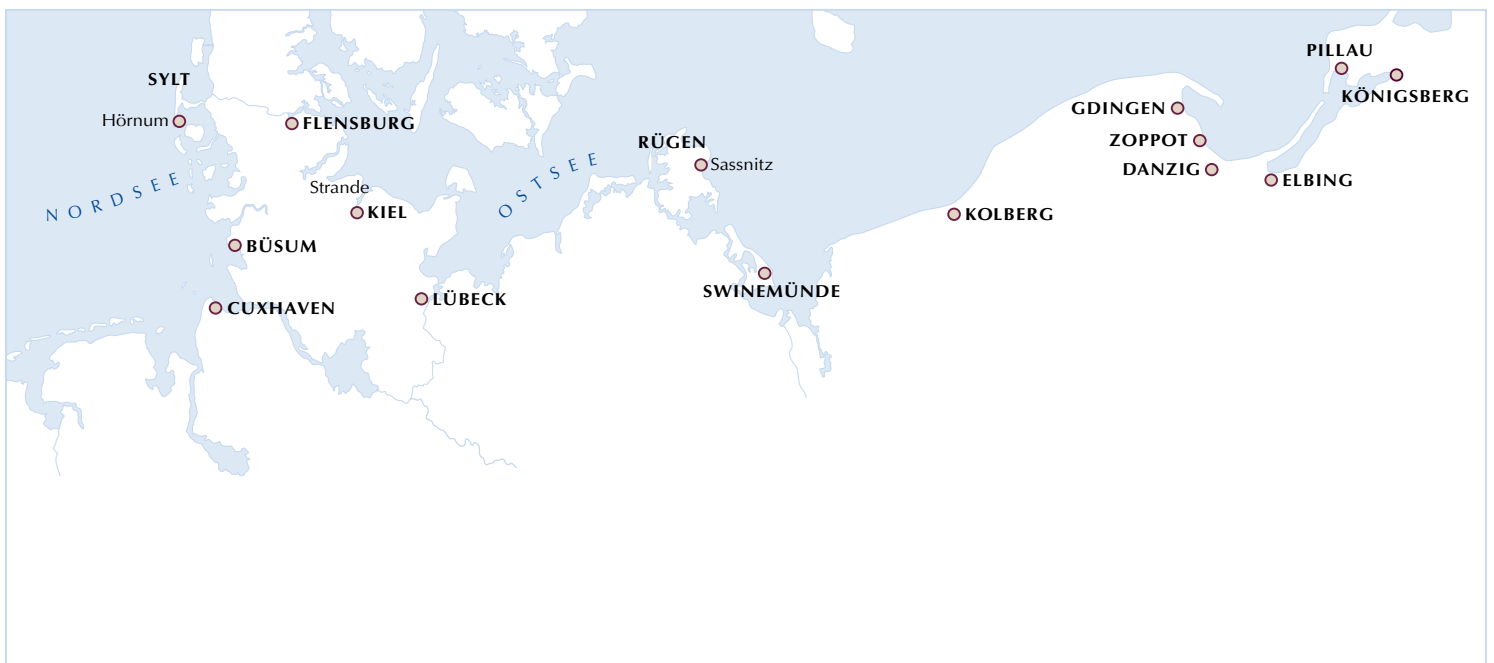 PILLAU
SYLT
KÖNIGSBERG
GDINGEN
Hörnum
FLENSBURG
ZOPPOT
RÜGEN
Sassnitz
DANZIG
ELBING
NORDSEE
OSTSEE
Strande
KIEL
KOLBERG
BÜSUM
SWINEMÜNDE
LÜBECK
CUXHAVEN